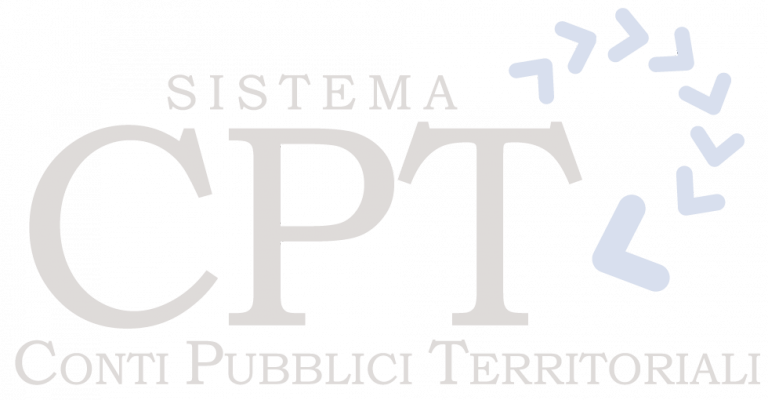 SISTEMA
CPT
CONTI PUBBLICI TERRITORIALI